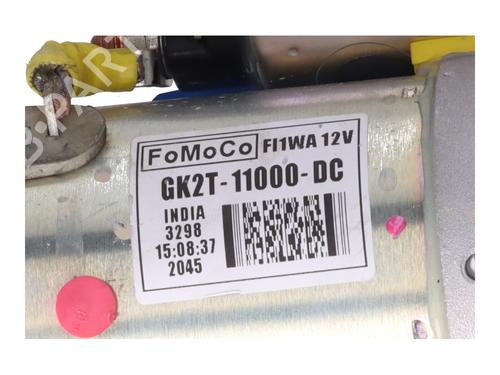 FoMoCo FI1WA 12V
GK2T-11000-DC
INDIA
3298
15:08:37
2045